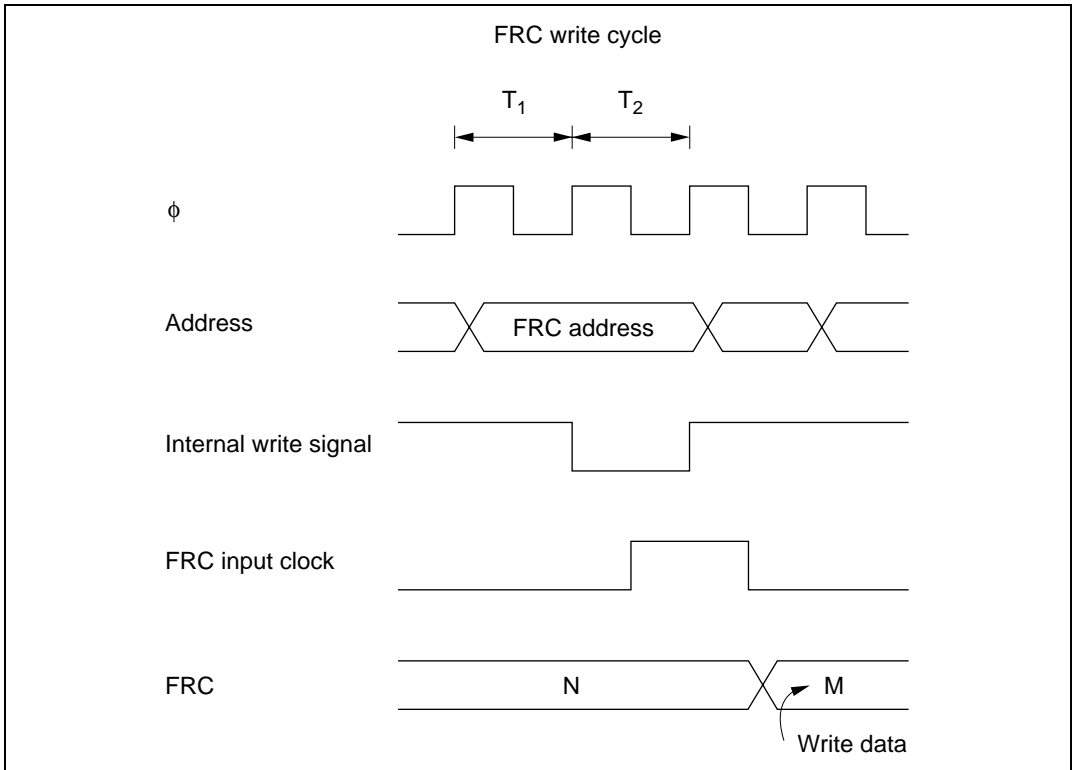 FRC write cycle
T1 T2
ϕ
Address
FRC address
Internal write signal
FRC input clock
FRC
N
M
Write data